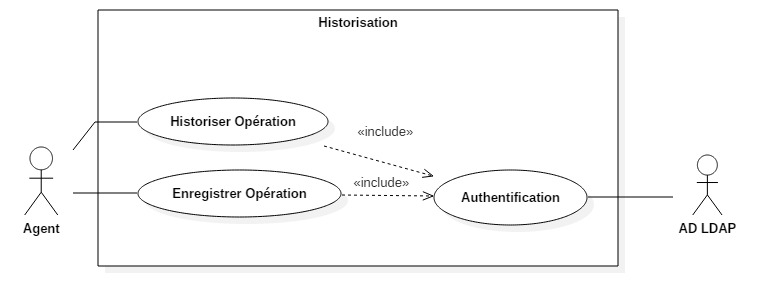 Historisation
Historiser Opération
«include»
Enregistrer Opération
«include»
Authentification
Agent
AD LDAP